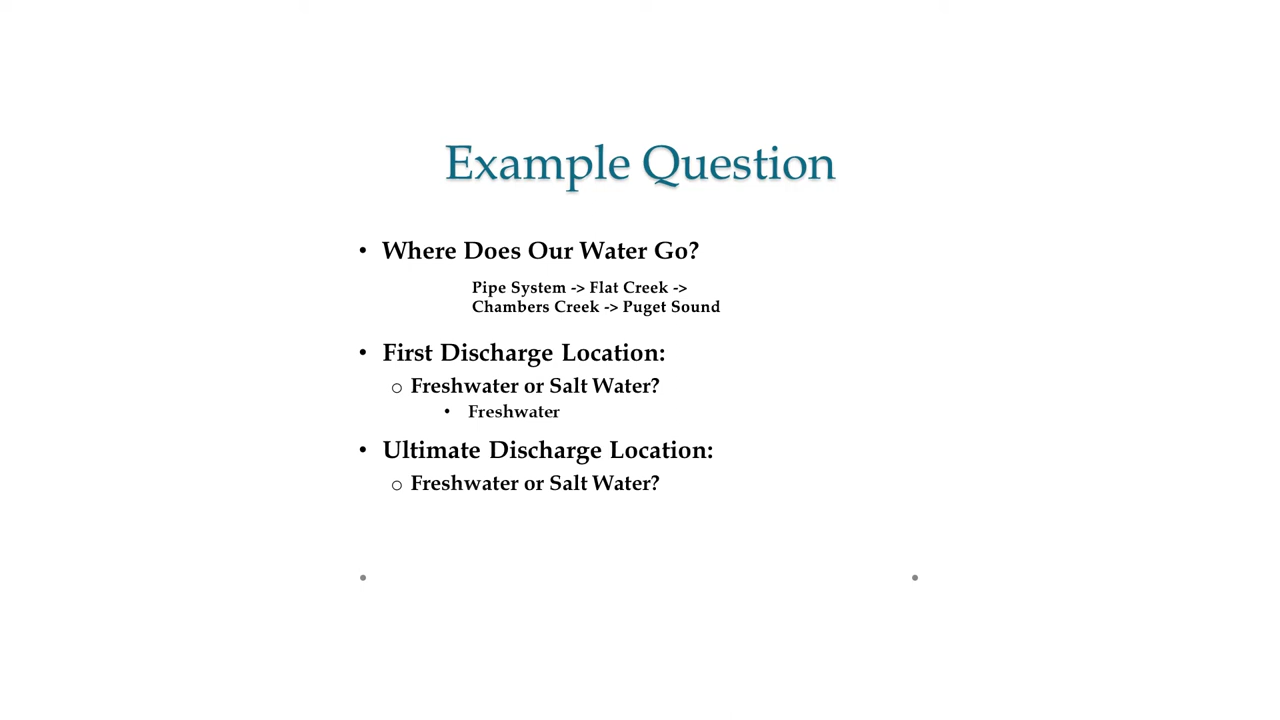 Example Question
• Where Does Our Water Go?
Pipe System -> Flat Creek ->
Chambers Creek -> Puget Sound
• First Discharge Location:
o Freshwater or Salt Water?
• Freshwater
• Ultimate Discharge Location:
o Freshwater or Salt Water?